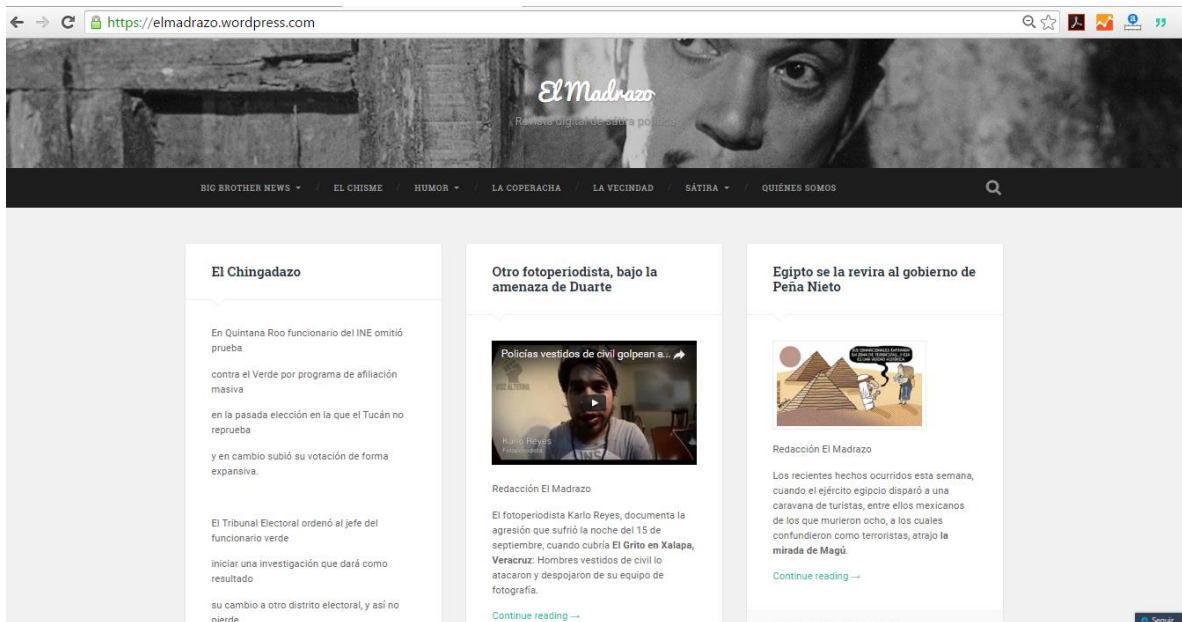 https://elmadrazo.wordpress.com
El Madrazo
Revista digital de sátira política
BIG BROTHER NEWS / EL CHISME / HUMOR / LA COPERACHA / LA VECINDAD / SÁTIRA / QUIÉNES SOMOS
El Chingadazo
En Quintana Roo funcionario del INE omitió
prueba
contra el Verde por programa de afiliación
masiva
en la pasada elección en la que el Tucán no
reprueba
y en cambio subió su votación de forma
expansiva.
El Tribunal Electoral ordenó al jefe del
funcionario verde
iniciar una investigación que dará como
resultado
su cambio a otro distrito electoral, y así no
pierde
Otro fotoperiodista, bajo la
amenaza de Duarte
Policías vestidos de civil golpean a...
VOZ ALTERNA
Karlo Reyes
Fotoperiodista
Redacción El Madrazo
El fotoperiodista Karlo Reyes, documenta la
agresión que sufrió la noche del 15 de
septiembre, cuando cubría El Grito en Xalapa,
Veracruz: Hombres vestidos de civil lo
atacaron y despojaron de su equipo de
fotografía.
Continue reading →
Egipto se la revira al gobierno de
Peña Nieto
Redacción El Madrazo
Los recientes hechos ocurridos esta semana,
cuando el ejército egipcio disparó a una
caravana de turistas, entre ellos mexicanos
de los que murieron ocho, a los cuales
confundieron como terroristas, atrajo la
mirada de Magú.
Continue reading →
Seguir